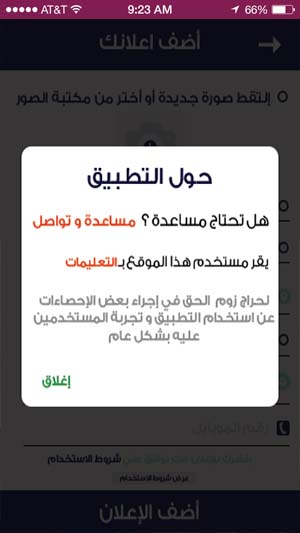 AT&T 9:23 AM 66%
أضف اعلانك
إلتقط صورة جديدة أو أختر من مكتبة الصور
حول التطبيق
هل تحتاج مساعدة ؟ مساعدة و تواصل
يقر مستخدم هذا الموقع بـالتعليمات
لحراج زوم الحق في إجراء بعض الإحصاءات
عن استخدام التطبيق و تجربة المستخدمين
عليه بشكل عام
إغلاق
رقم الموبايل
شروط الاستخدام
عرض شروط الاستخدام
أضف الإعلان